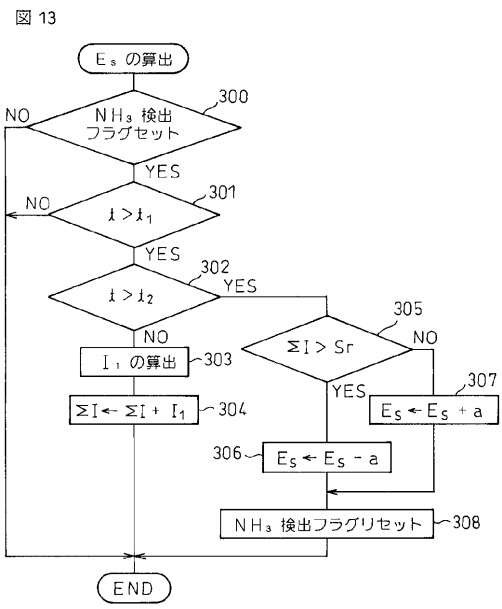 図 13
Es の算出
300
NO
NH₃ 検出
フラグセット
YES
301
NO
t>t₁
YES
302
t>t₂
YES
NO
305
ΣI>Sr
NO
I₁ の算出
303
YES
307
ΣI←ΣI+I₁
304
Es←Es+a
306
Es←Es−a
NH₃ 検出フラグリセット
308
END